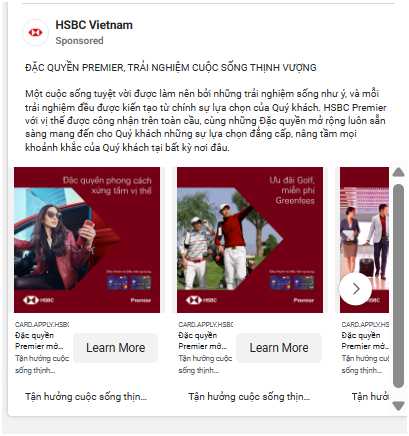 HSBC Vietnam
Sponsored
ĐẶC QUYỀN PREMIER, TRẢI NGHIỆM CUỘC SỐNG THỊNH VƯỢNG
Một cuộc sống tuyệt vời được làm nên bởi những trải nghiệm sống như ý, và mỗi
trải nghiệm đều được kiến tạo từ chính sự lựa chọn của Quý khách. HSBC Premier
với vị thế được công nhận trên toàn cầu, cùng những Đặc quyền mở rộng luôn sẵn
sàng mang đến cho Quý khách những sự lựa chọn đẳng cấp, nâng tầm mọi
khoảnh khắc của Quý khách tại bất kỳ nơi đâu.
Đặc quyền phong cách
xứng tầm vị thế
HSBC
Premier
Ưu đãi Golf,
miễn phí
Greenfees
HSBC
Premier
CARD.APPLY.HSBC
Đặc quyền
Premier mở…
Tận hưởng cuộc
sống thịnh…
Learn More
CARD.APPLY.HSBC
Đặc quyền
Premier mở…
Tận hưởng cuộc
sống thịnh…
Learn More
CARD.APPLY
Đặc quyền
Premier
Tận hưởng
sống thịnh
Tận hưởng cuộc sống thịn…
Tận hưởng cuộc sống thịn…
Tận hưởng